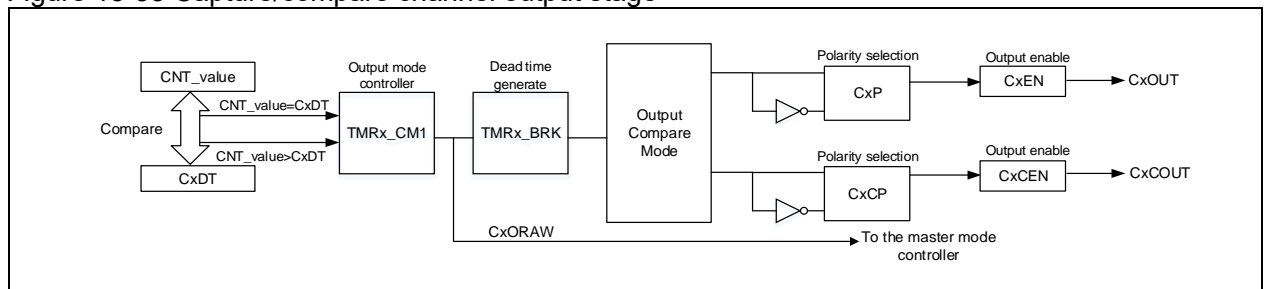 Figure 13-33 Capture/compare channel output stage
CNT_value
Compare
CxDT
CNT_value=CxDT
CNT_value>CxDT
Output mode
controller
TMRx_CM1
Dead time
generate
TMRx_BRK
CxORAW
Output
Compare
Mode
Polarity selection
CxP
Output enable
CxEN
CxOUT
Polarity selection
CxCP
Output enable
CxCEN
CxCOUT
To the master mode
controller